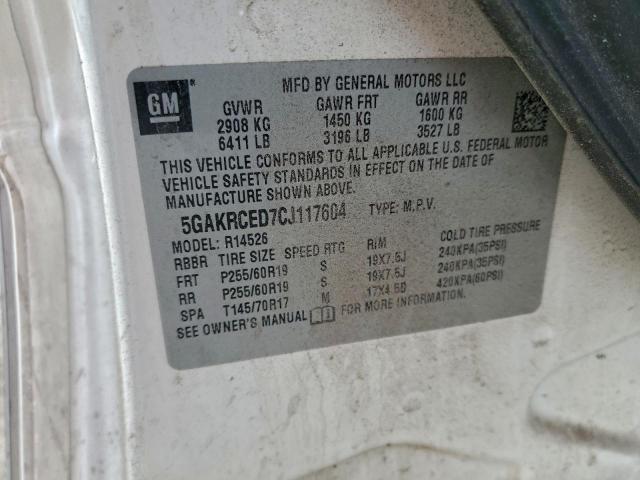 GM
MFD BY GENERAL MOTORS LLC
GVWR GAWR FRT GAWR RR
2908 KG 1450 KG 1600 KG
6411 LB 3196 LB 3527 LB
THIS VEHICLE CONFORMS TO ALL APPLICABLE U.S. FEDERAL MOTOR
VEHICLE SAFETY STANDARDS IN EFFECT ON THE DATE OF
MANUFACTURE SHOWN ABOVE.
5GAKRCED7CJ117604 TYPE: M.P.V.
MODEL: R14526
RBBR TIRE SIZE SPEED RTG RIM COLD TIRE PRESSURE
FRT P255/60R19 S 19X7.5J 240KPA(35PSI)
RR P255/60R19 S 19X7.5J 240KPA(35PSI)
SPA T145/70R17 M 17X4.5B 420KPA(60PSI)
SEE OWNER'S MANUAL FOR MORE INFORMATION.